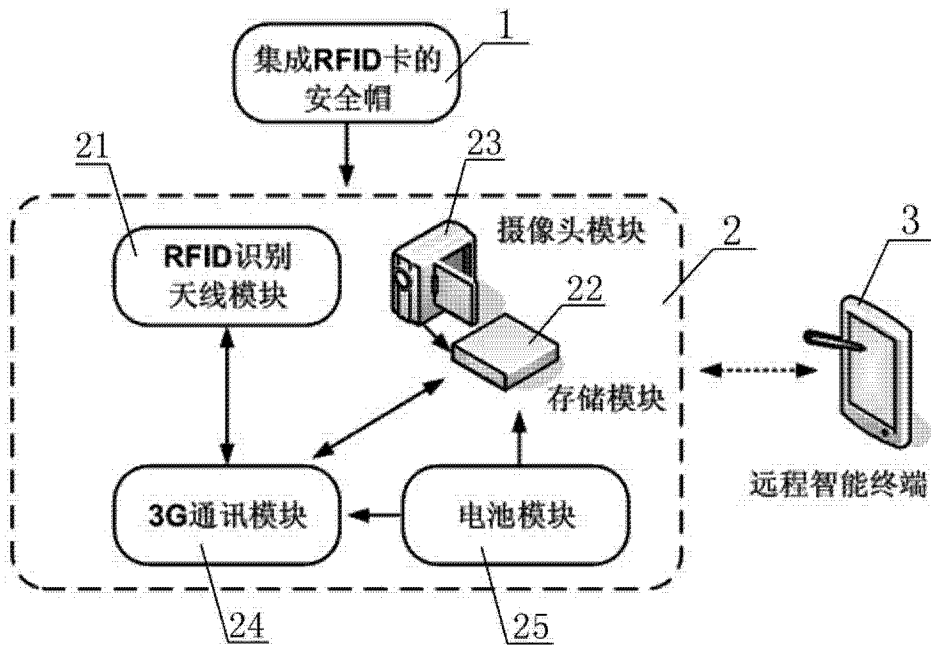 1
集成RFID卡的
安全帽
21
23
RFID识别
天线模块
摄像头模块
2
3
22
存储模块
3G通讯模块
电池模块
远程智能终端
24
25